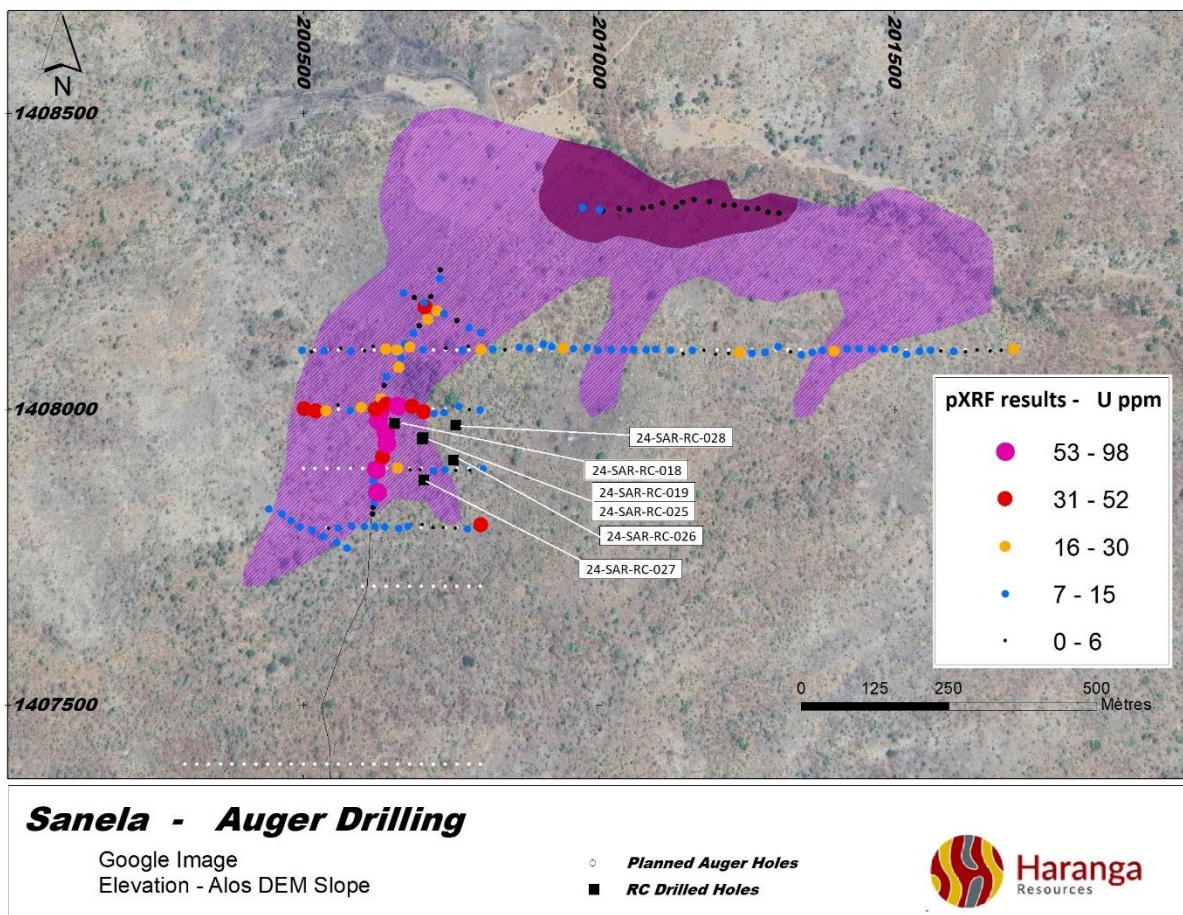 200500
201000
201500
N
1408500
1408000
1407500
24-SAR-RC-028
24-SAR-RC-018
24-SAR-RC-019
24-SAR-RC-025
24-SAR-RC-026
24-SAR-RC-027
pXRF results - U ppm
53 - 98
31 - 52
16 - 30
7 - 15
0 - 6
0 125 250 500
Mètres
Sanela - Auger Drilling
Google Image
Elevation - Alos DEM Slope
Planned Auger Holes
RC Drilled Holes
Haranga
Resources